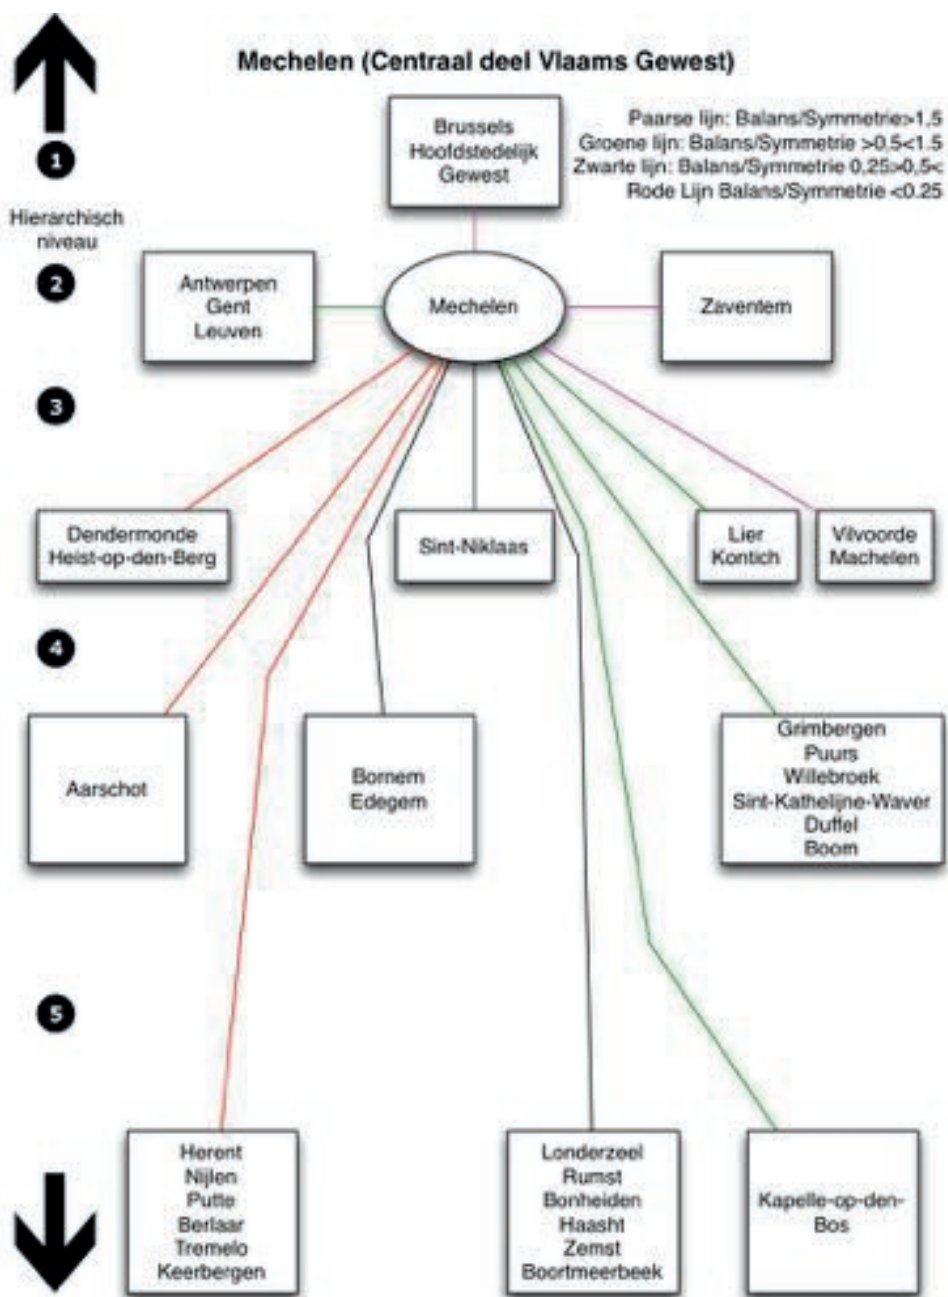 Mechelen (Centraal deel Vlaams Gewest)
Brussels
Hoofdstedelijk
Gewest
Paarse lijn: Balans/Symmetrie>1,5
Groene lijn: Balans/Symmetrie >0,5<1.5
Zwarte lijn: Balans/Symmetrie 0,25>0,5<
Rode Lijn Balans/Symmetrie <0.25
1
Hierarchisch
niveau
2
Antwerpen
Gent
Leuven
Mechelen
Zaventem
3
Dendermonde
Heist-op-den-Berg
Sint-Niklaas
Lier
Kontich
Vilvoorde
Machelen
4
Aarschot
Bornem
Edegem
Grimbergen
Puurs
Willebroek
Sint-Kathelijne-Waver
Duffel
Boom
5
Herent
Nijlen
Putte
Berlaar
Tremelo
Keerbergen
Londerzeel
Rumst
Bonheiden
Haasht
Zemst
Boortmeerbeek
Kapelle-op-den-
Bos